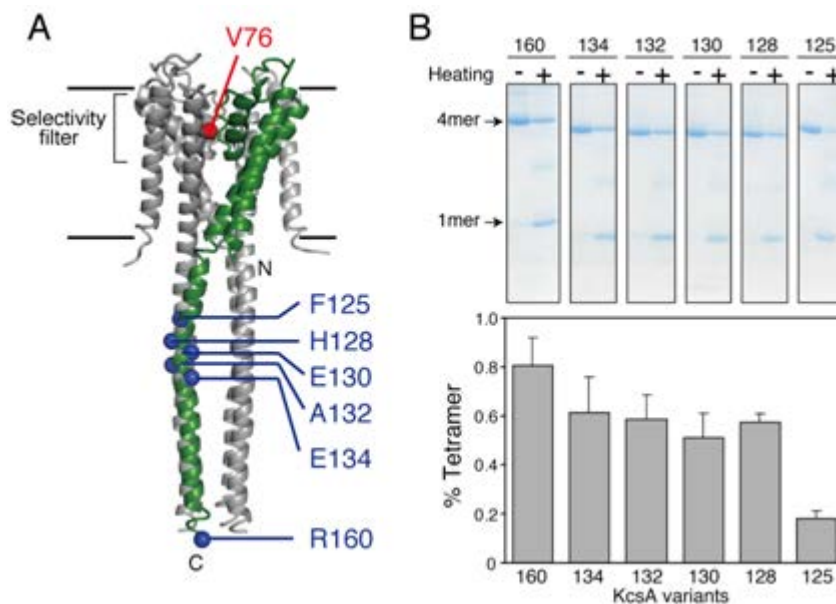 A
V76
Selectivity
filter
N
F125
H128
E130
A132
E134
R160
C
B
160 134 132 130 128 125
Heating - + - + - + - + - + - +
4mer
1mer
% Tetramer
1.0
0.8
0.6
0.4
0.2
0
160 134 132 130 128 125
KcsA variants